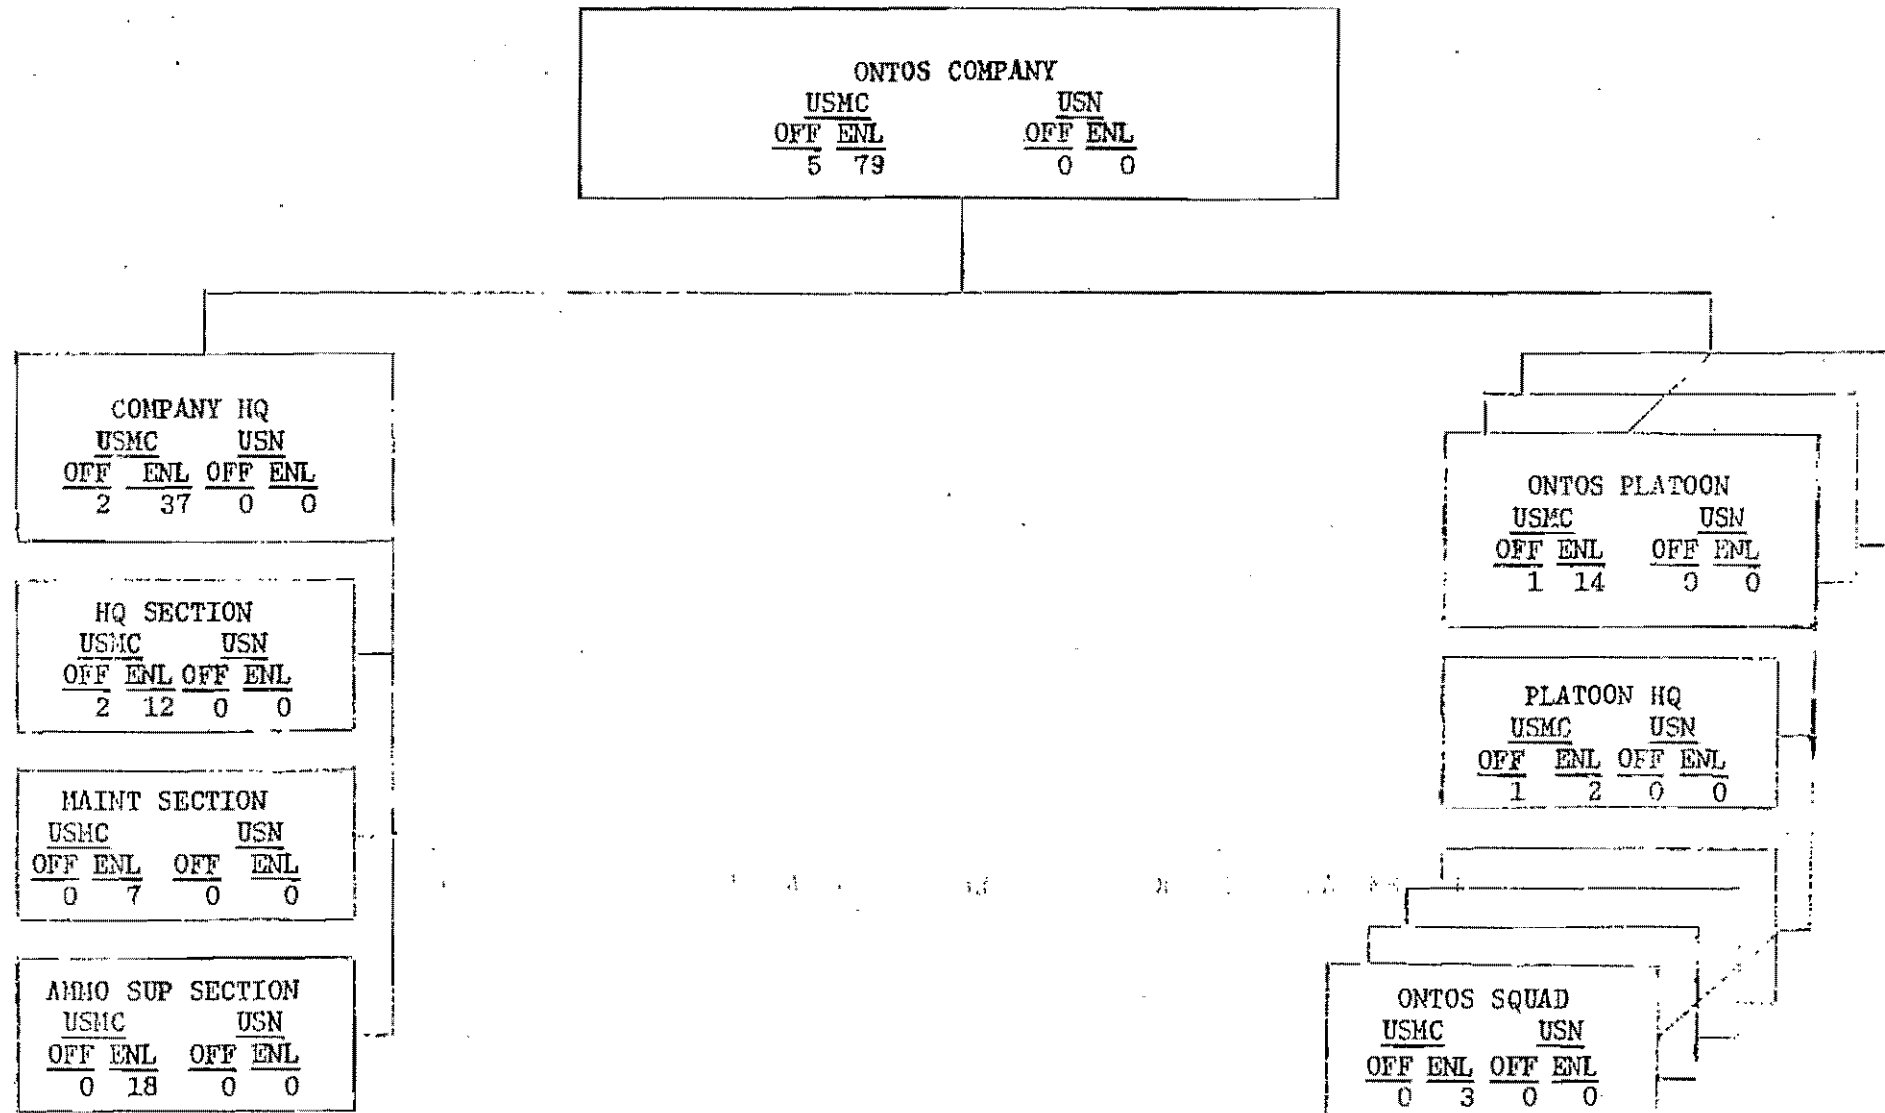 ONTOS COMPANY
USMC USN
OFF ENL OFF ENL
5 79 0 0
COMPANY HQ
USMC USN
OFF ENL OFF ENL
2 37 0 0
HQ SECTION
USMC USN
OFF ENL OFF ENL
2 12 0 0
MAINT SECTION
USMC USN
OFF ENL OFF ENL
0 7 0 0
AMMO SUP SECTION
USMC USN
OFF ENL OFF ENL
0 18 0 0
ONTOS PLATOON
USMC USN
OFF ENL OFF ENL
1 14 0 0
PLATOON HQ
USMC USN
OFF ENL OFF ENL
1 2 0 0
ONTOS SQUAD
USMC USN
OFF ENL OFF ENL
0 3 0 0